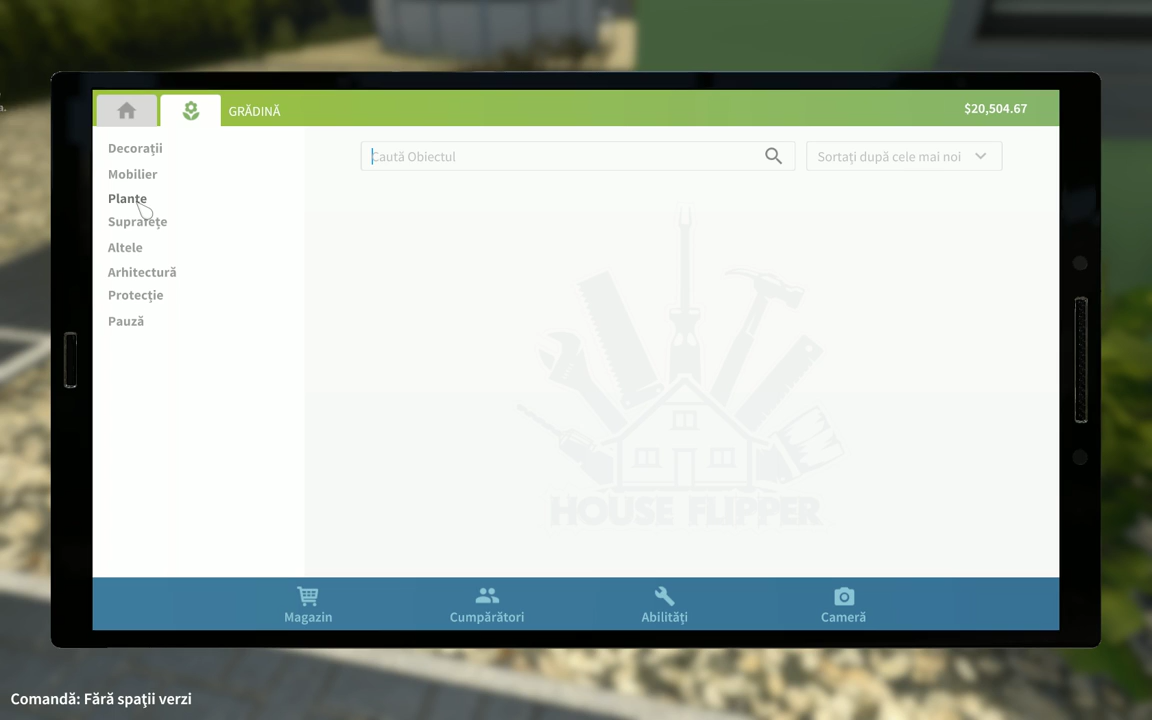 GRĂDINĂ
$20,504.67
Decorații
Mobilier
Plante
Suprafețe
Altele
Arhitectură
Protecție
Pauză
Caută Obiectul
Sortați după cele mai noi
HOUSE FLIPPER
Magazin
Cumpărători
Abilități
Cameră
Comandă: Fără spaţii verzi